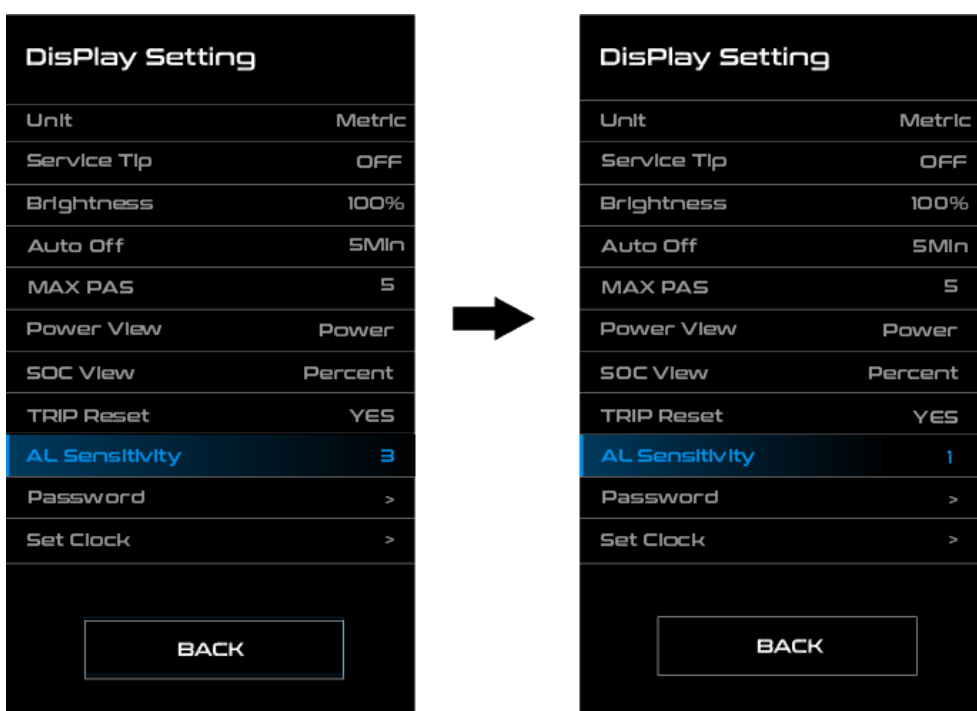 DisPlay Setting
Unit Metric
Service Tip OFF
Brightness 100%
Auto Off 5Min
MAX PAS 5
Power View Power
SOC View Percent
TRIP Reset YES
AL Sensitivity 3
Password >
Set Clock >
BACK
DisPlay Setting
Unit Metric
Service Tip OFF
Brightness 100%
Auto Off 5Min
MAX PAS 5
Power View Power
SOC View Percent
TRIP Reset YES
AL Sensitivity 1
Password >
Set Clock >
BACK